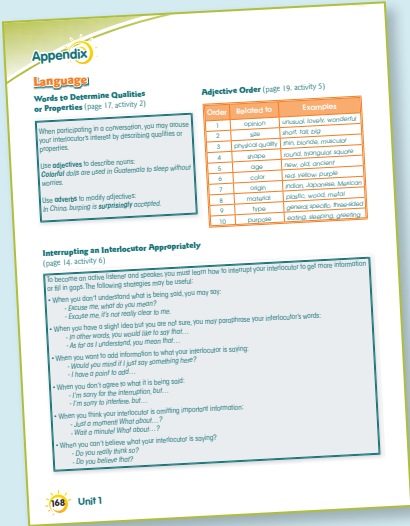 Appendix
Language
Words to Determine Qualities
or Properties (page 17, activity 2)
When participating in a conversation, you may arouse
your interlocutor's interest by describing qualities or
properties.
Use adjectives to describe nouns:
Colorful dolls are used in Guatemala to sleep without
worries.
Use adverbs to modify adjectives:
In China, burping is surprisingly accepted.
Adjective Order (page 19, activity 5)
Order Related to Examples
1 opinion unusual, lovely, wonderful
2 size short, tall, big
3 physical quality thin, blonde, muscular
4 shape round, triangular, square
5 age new, old, ancient
6 color red, yellow, purple
7 origin Indian, Japanese, Mexican
8 material plastic, wood, metal
9 type general, specific, three-sided
10 purpose eating, sleeping, greeting
Interrupting an Interlocutor Appropriately
(page 14, activity 6)
To become an active listener and speaker, you must learn how to interrupt your interlocutor to get more information
or fill in gaps. The following strategies may be useful:
• When you don't understand what is being said, you may say:
- Excuse me, what do you mean?
- Excuse me, it's not really clear to me.
• When you have a slight idea but you are not sure, you may paraphrase your interlocutor's words:
- In other words, you would like to say that...
- As far as I understand, you mean that...
• When you want to add information to what your interlocutor is saying:
- Would you mind if I just say something here?
- I have a point to add...
• When you don't agree to what it is being said:
- I'm sorry for the interruption, but...
- I'm sorry to interfere, but...
• When you think your interlocutor is omitting important information:
- Just a moment! What about...?
- Wait a minute! What about...?
• When you can't believe what your interlocutor is saying?
- Do you really think so?
- Do you believe that?
168 Unit 1